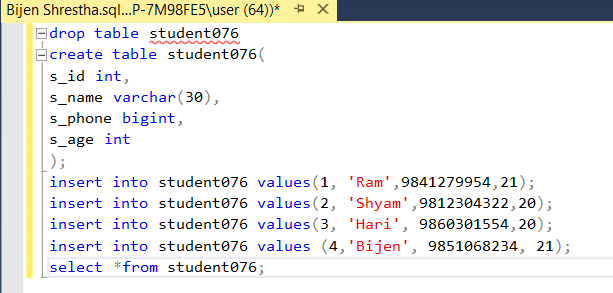 Bijen Shrestha.sql...P-7M98FE5\user (64))*
drop table student076
create table student076(
s_id int,
s_name varchar(30),
s_phone bigint,
s_age int
);
insert into student076 values(1, 'Ram',9841279954,21);
insert into student076 values(2, 'Shyam',9812304322,20);
insert into student076 values(3, 'Hari', 9860301554,20);
insert into student076 values (4,'Bijen', 9851068234, 21);
select *from student076;